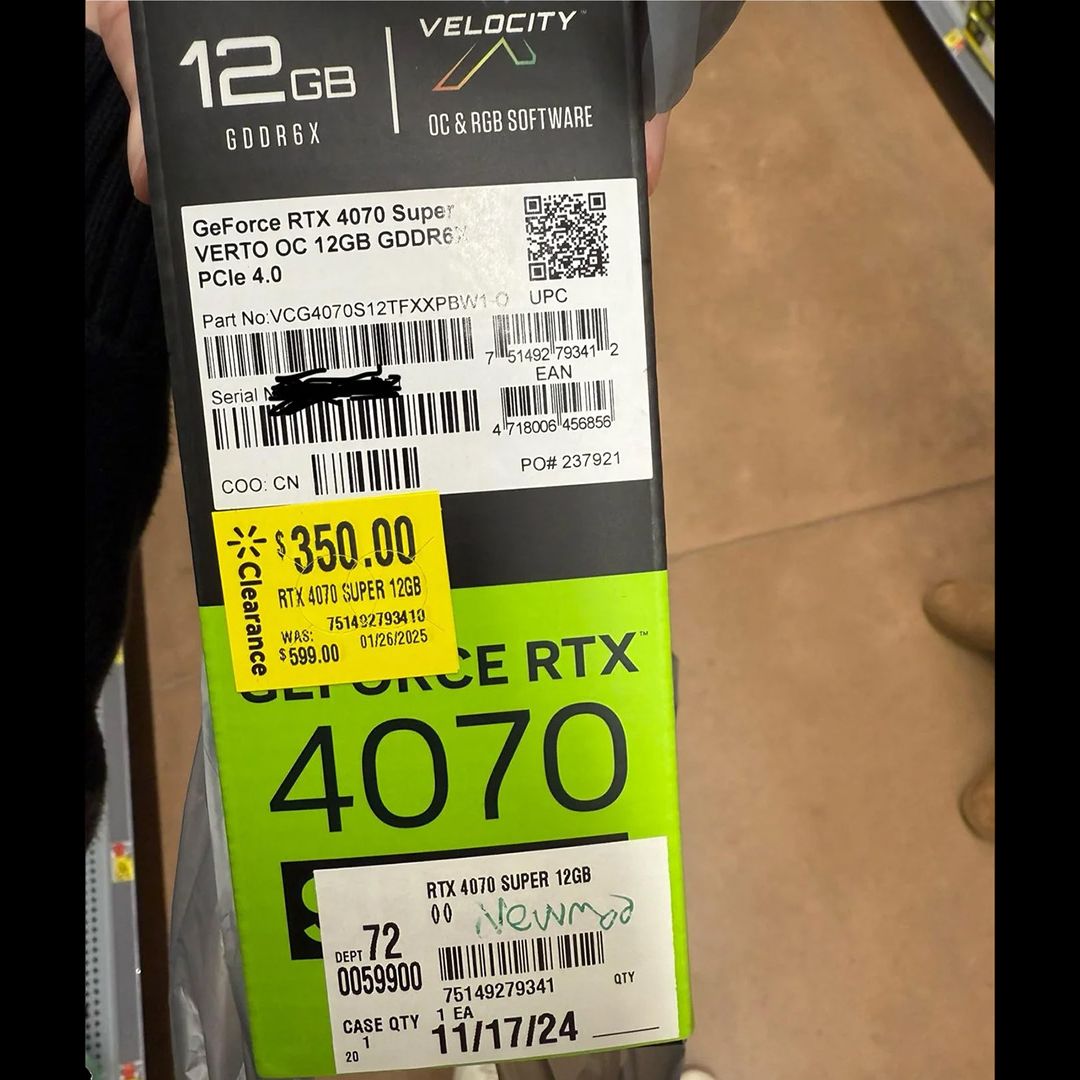 12GB
GDDR6X
VELOCITY™
OC & RGB SOFTWARE
GeForce RTX 4070 Super
VERTO OC 12GB GDDR6X
PCIe 4.0
Part No:VCG4070S12TFXXPBW1-O
UPC
7 51492 79341 2
EAN
4 718006 456856
Serial
COO: CN
PO# 237921
Clearance
$350.00
RTX 4070 SUPER 12GB
751492793410
WAS: 01/26/2025
$599.00
GEFORCE RTX™
4070
S
RTX 4070 SUPER 12GB
00 Newmod
DEPT 72
0059900
75149279341
QTY
CASE QTY 1 EA
1
20
11/17/24